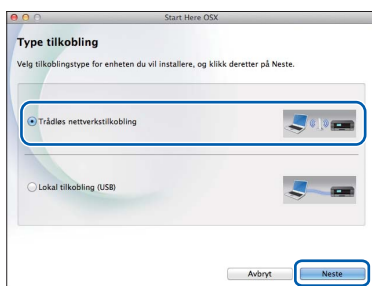 Start Here OSX
Type tilkobling
Velg tilkoblingstype for enheten du vil installere, og klikk deretter på Neste.
Trådløs nettverkstilkobling
Lokal tilkobling (USB)
Avbryt
Neste